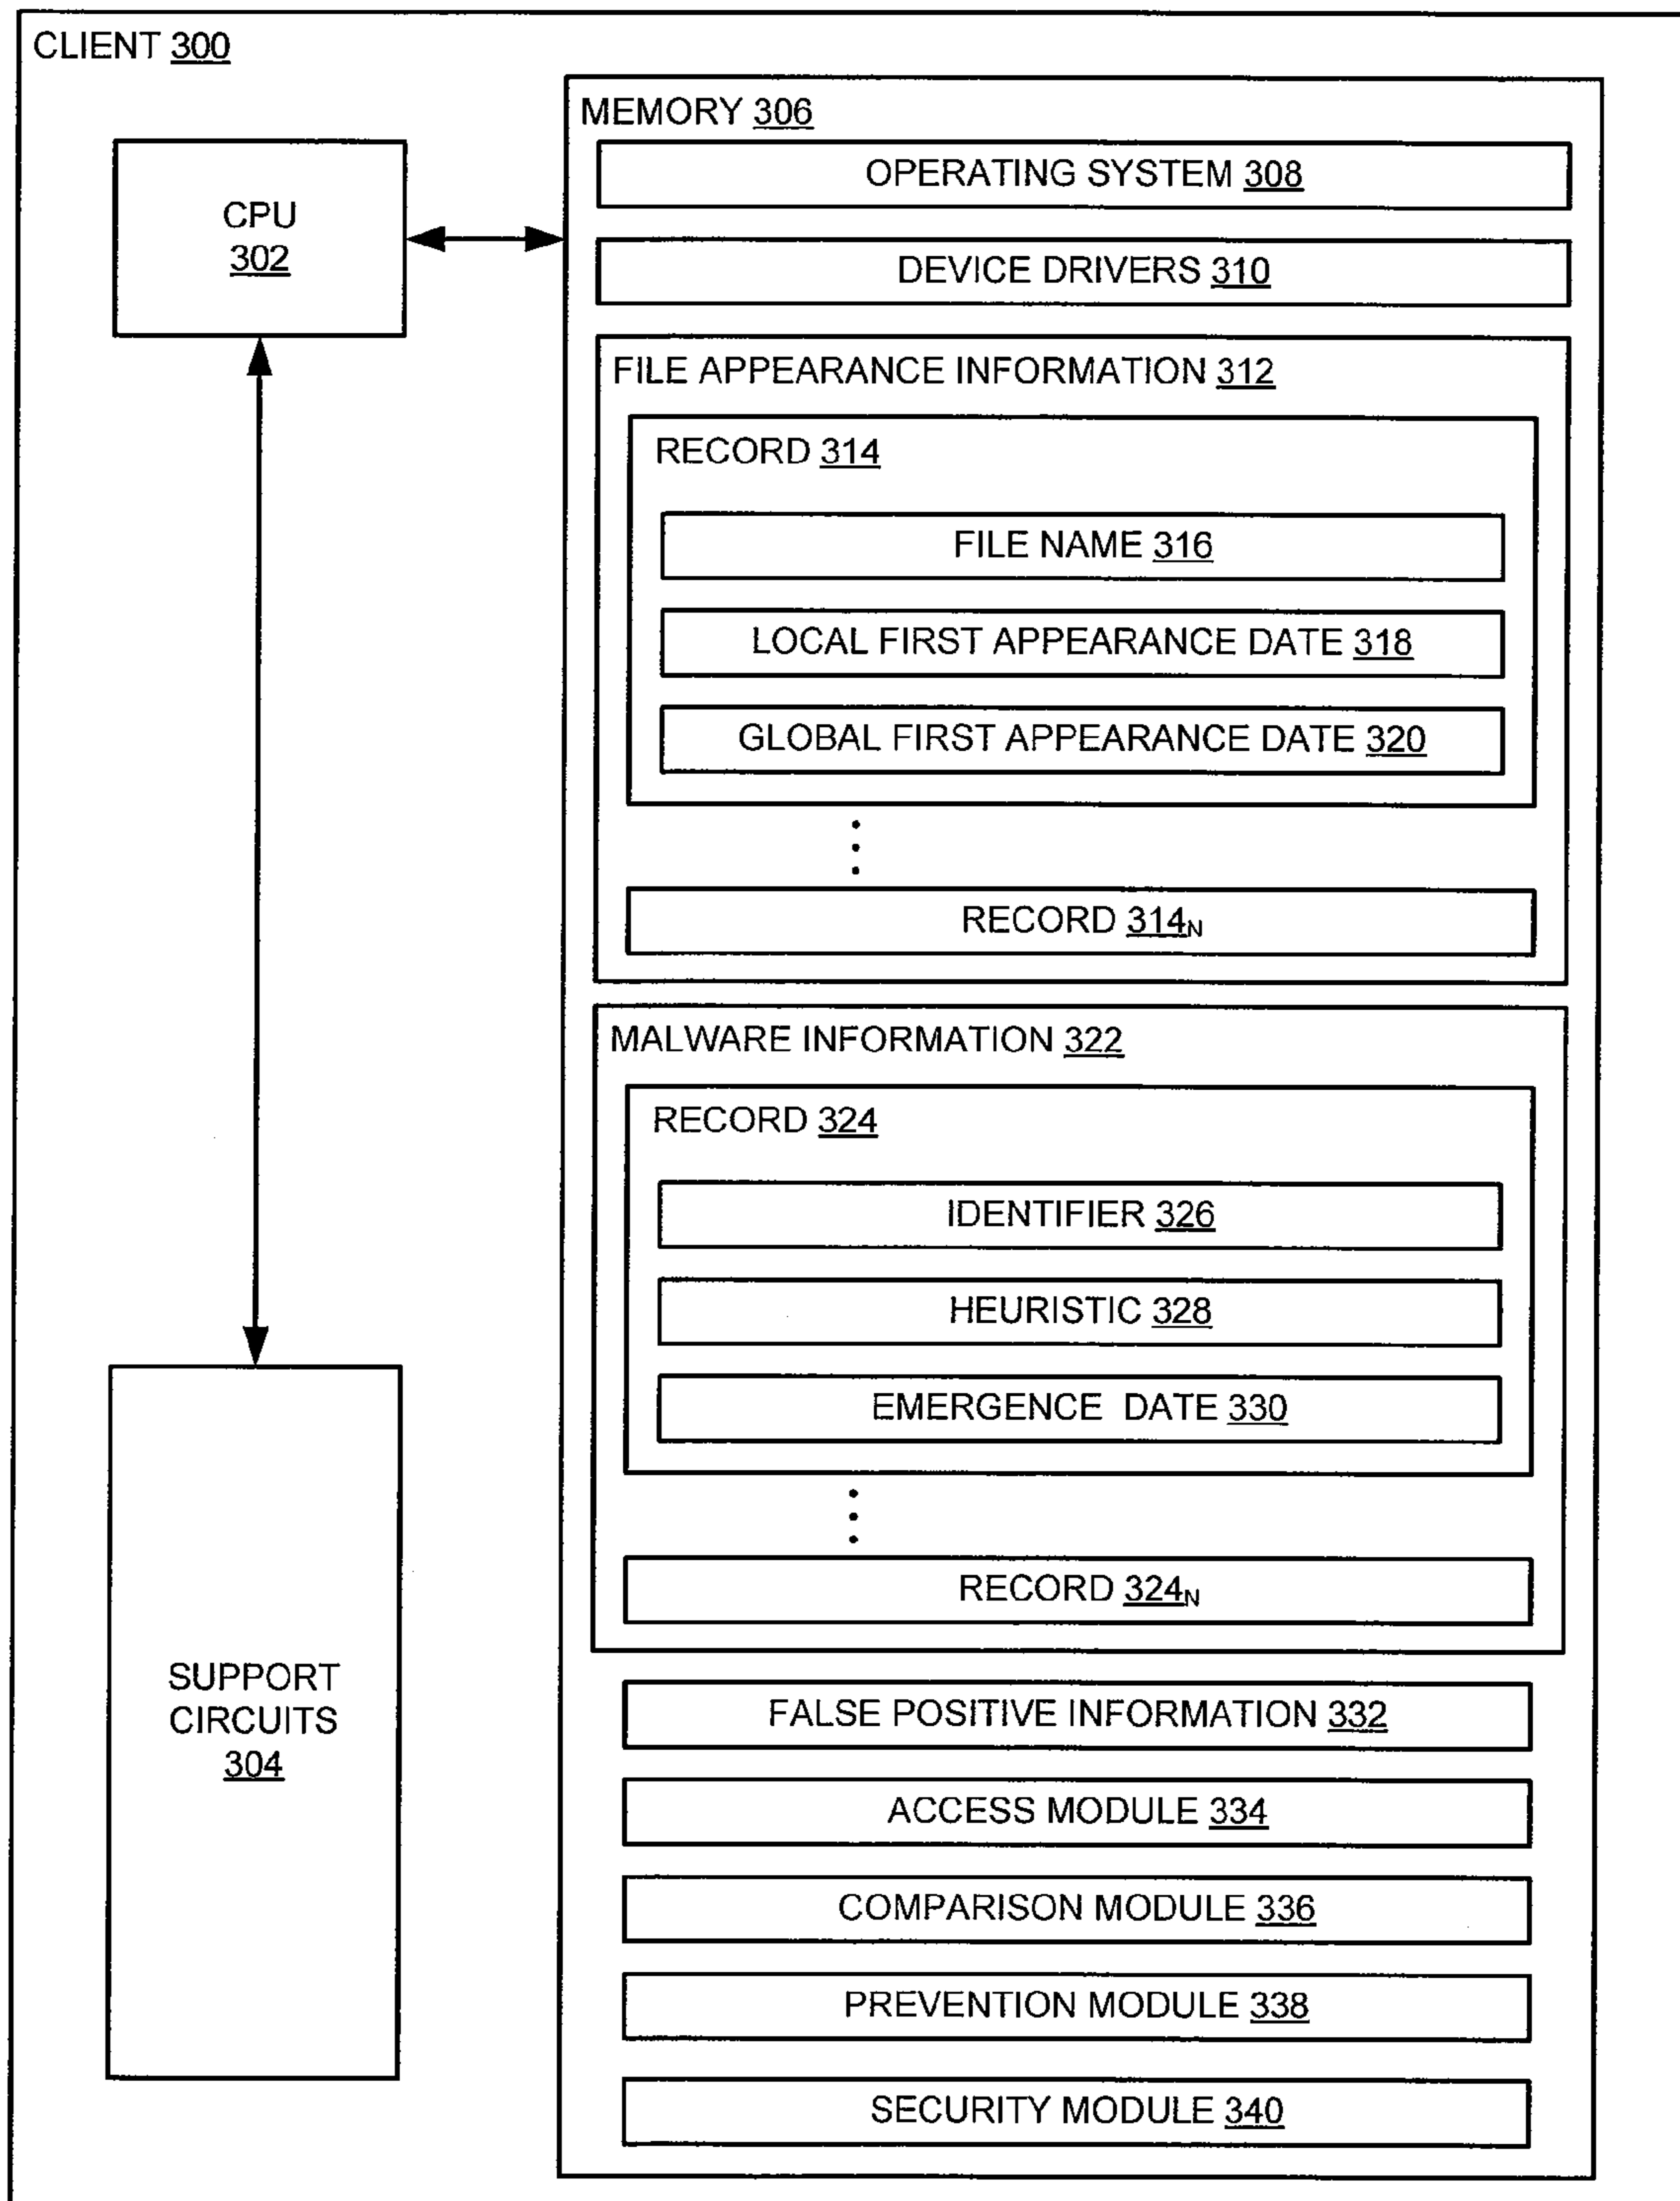 CLIENT 300
MEMORY 306
OPERATING SYSTEM 308
CPU
302
DEVICE DRIVERS 310
FILE APPEARANCE INFORMATION 312
RECORD 314
FILE NAME 316
LOCAL FIRST APPEARANCE DATE 318
GLOBAL FIRST APPEARANCE DATE 320
RECORD 314N
MALWARE INFORMATION 322
RECORD 324
IDENTIFIER 326
HEURISTIC 328
EMERGENCE DATE 330
RECORD 324N
SUPPORT
CIRCUITS
304
FALSE POSITIVE INFORMATION 332
ACCESS MODULE 334
COMPARISON MODULE 336
PREVENTION MODULE 338
SECURITY MODULE 340